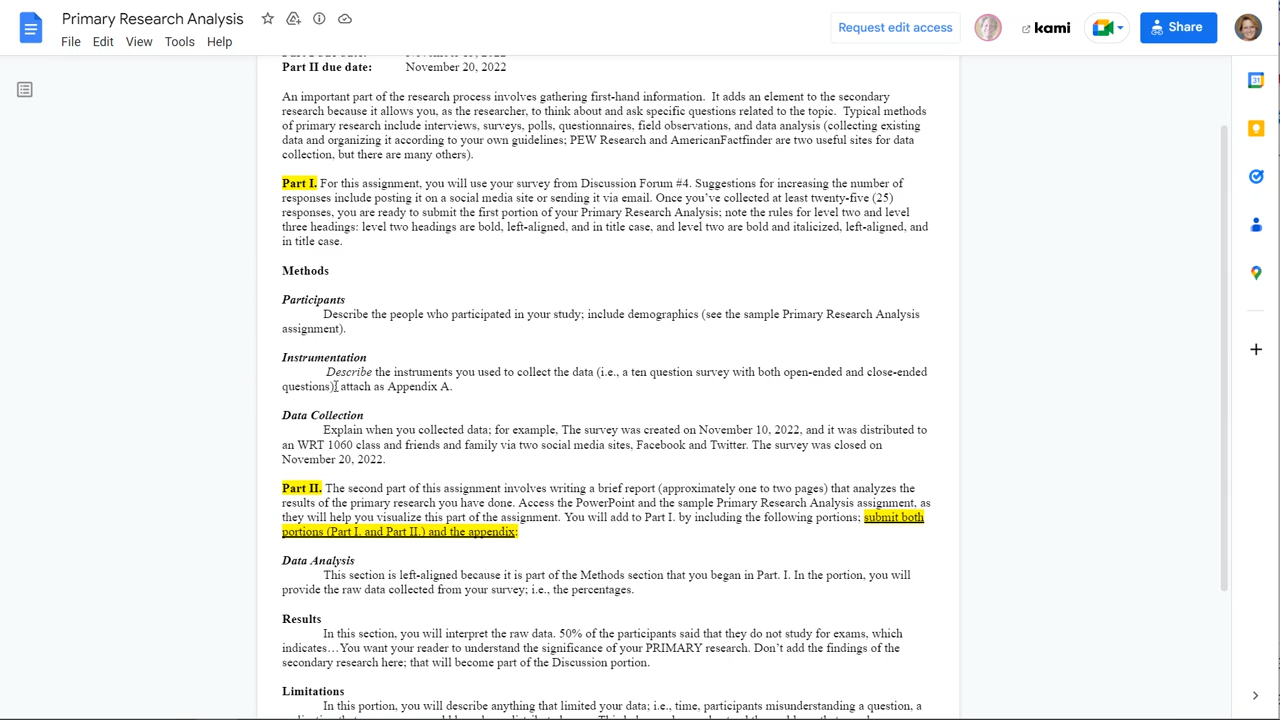 Primary Research Analysis
File Edit View Tools Help
Request edit access
kami
Share
Part II due date: November 20, 2022
An important part of the research process involves gathering first-hand information. It adds an element to the secondary
research because it allows you, as the researcher, to think about and ask specific questions related to the topic. Typical methods
of primary research include interviews, surveys, polls, questionnaires, field observations, and data analysis (collecting existing
data and organizing it according to your own guidelines; PEW Research and AmericanFactfinder are two useful sites for data
collection, but there are many others).
Part I. For this assignment, you will use your survey from Discussion Forum #4. Suggestions for increasing the number of
responses include posting it on a social media site or sending it via email. Once you’ve collected at least twenty-five (25)
responses, you are ready to submit the first portion of your Primary Research Analysis; note the rules for level two and level
three headings: level two headings are bold, left-aligned, and in title case, and level two are bold and italicized, left-aligned, and
in title case.
Methods
Participants
Describe the people who participated in your study; include demographics (see the sample Primary Research Analysis
assignment).
Instrumentation
Describe the instruments you used to collect the data (i.e., a ten question survey with both open-ended and close-ended
questions) attach as Appendix A.
Data Collection
Explain when you collected data; for example, The survey was created on November 10, 2022, and it was distributed to
an WRT 1060 class and friends and family via two social media sites, Facebook and Twitter. The survey was closed on
November 20, 2022.
Part II. The second part of this assignment involves writing a brief report (approximately one to two pages) that analyzes the
results of the primary research you have done. Access the PowerPoint and the sample Primary Research Analysis assignment, as
they will help you visualize this part of the assignment. You will add to Part I. by including the following portions; submit both
portions (Part I. and Part II.) and the appendix:
Data Analysis
This section is left-aligned because it is part of the Methods section that you began in Part. I. In the portion, you will
provide the raw data collected from your survey; i.e., the percentages.
Results
In this section, you will interpret the raw data. 50% of the participants said that they do not study for exams, which
indicates…You want your reader to understand the significance of your PRIMARY research. Don’t add the findings of the
secondary research here; that will become part of the Discussion portion.
Limitations
In this portion, you will describe anything that limited your data; i.e., time, participants misunderstanding a question, a